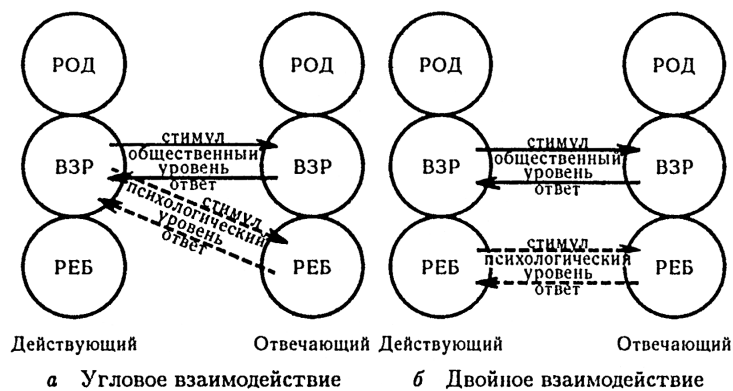 РОД РОД РОД РОД
стимул стимул
ВЗР общественный ВЗР ВЗР общественный ВЗР
уровень уровень
ответ ответ
стимул стимул
психологический психологический
уровень уровень
ответ ответ
РЕБ РЕБ РЕБ РЕБ
Действующий Отвечающий Действующий Отвечающий
а Угловое взаимодействие б Двойное взаимодействие